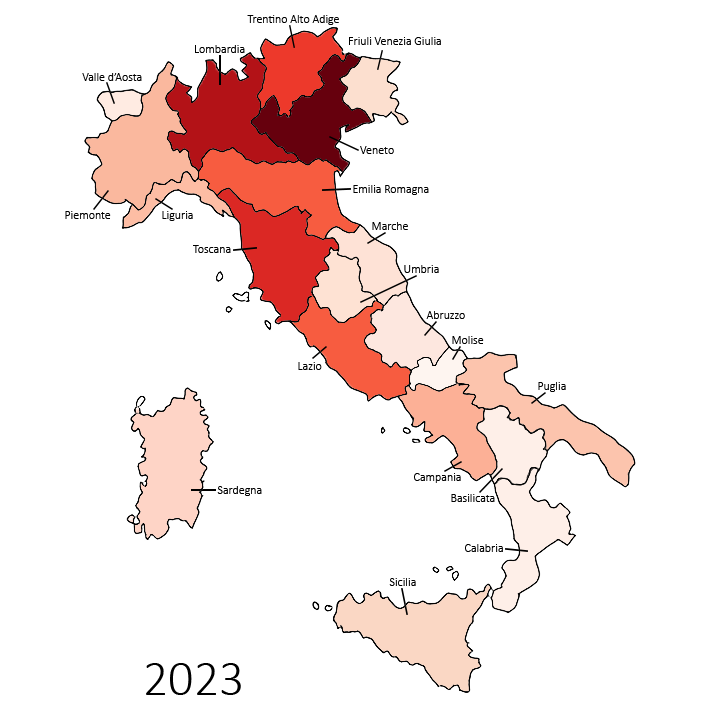 Trentino Alto Adige
Friuli Venezia Giulia
Lombardia
Valle d'Aosta
Veneto
Emilia Romagna
Piemonte
Liguria
Marche
Toscana
Umbria
Abruzzo
Molise
Lazio
Puglia
Campania
Sardegna
Basilicata
Calabria
Sicilia
2023